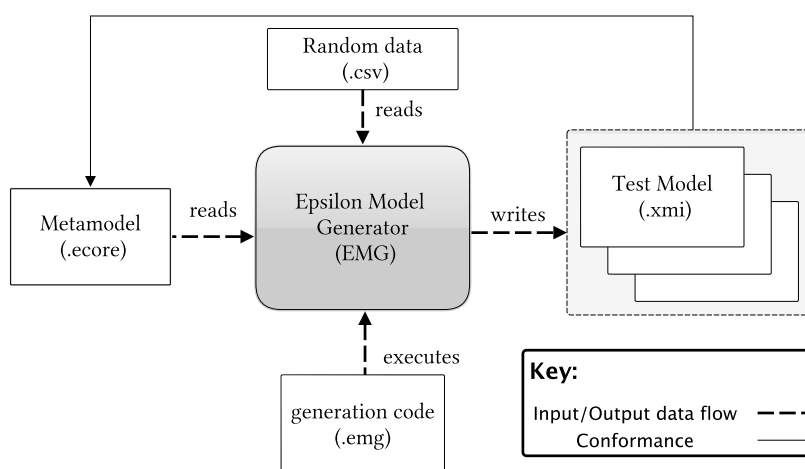 Random data
(.csv)
reads
Metamodel
(.ecore)
reads
Epsilon Model
Generator
(EMG)
writes
Test Model
(.xmi)
executes
generation code
(.emg)
Key:
Input/Output data flow
Conformance